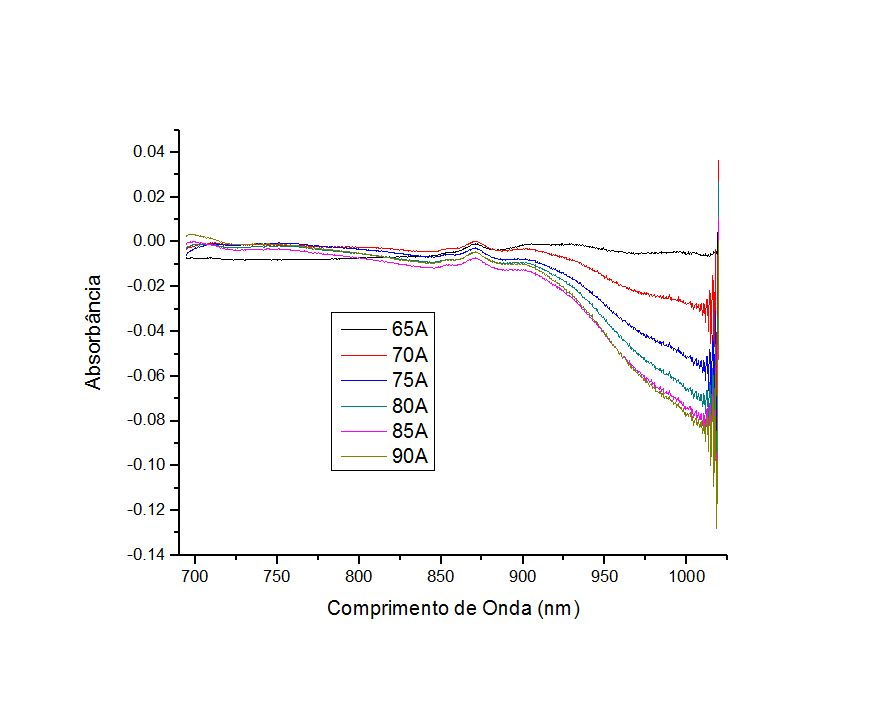 0.04
0.02
0.00
-0.02
-0.04
-0.06
-0.08
-0.10
-0.12
-0.14
Absorbância
65A
70A
75A
80A
85A
90A
700 750 800 850 900 950 1000
Comprimento de Onda (nm)